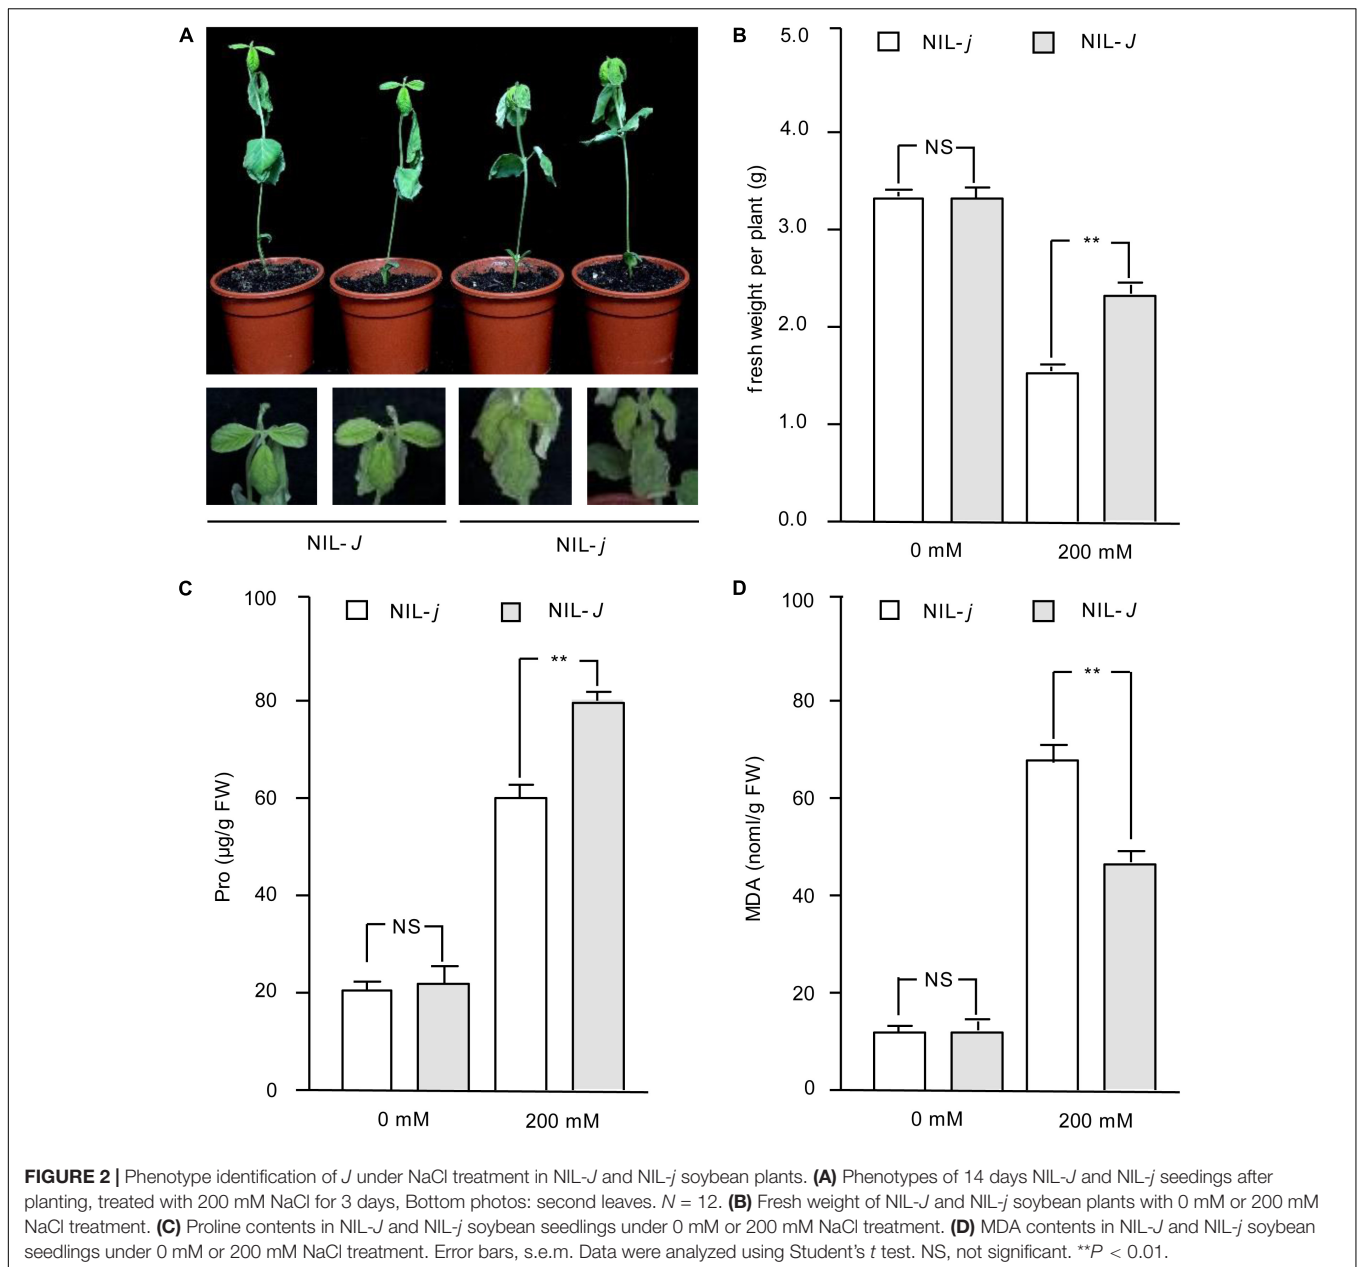 A
NIL-J
NIL-j
B
5.0
4.0
3.0
2.0
1.0
0.0
fresh weight per plant (g)
NIL-j
NIL-J
NS
**
0 mM
200 mM
C
100
80
60
40
20
0
Pro (µg/g FW)
NIL-j
NIL-J
NS
**
0 mM
200 mM
D
100
80
60
40
20
0
MDA (noml/g FW)
NIL-j
NIL-J
NS
**
0 mM
200 mM
FIGURE 2 | Phenotype identification of J under NaCl treatment in NIL-J and NIL-j soybean plants. (A) Phenotypes of 14 days NIL-J and NIL-j seedings after
planting, treated with 200 mM NaCl for 3 days, Bottom photos: second leaves. N = 12. (B) Fresh weight of NIL-J and NIL-j soybean plants with 0 mM or 200 mM
NaCl treatment. (C) Proline contents in NIL-J and NIL-j soybean seedlings under 0 mM or 200 mM NaCl treatment. (D) MDA contents in NIL-J and NIL-j soybean
seedlings under 0 mM or 200 mM NaCl treatment. Error bars, s.e.m. Data were analyzed using Student's t test. NS, not significant. **P < 0.01.